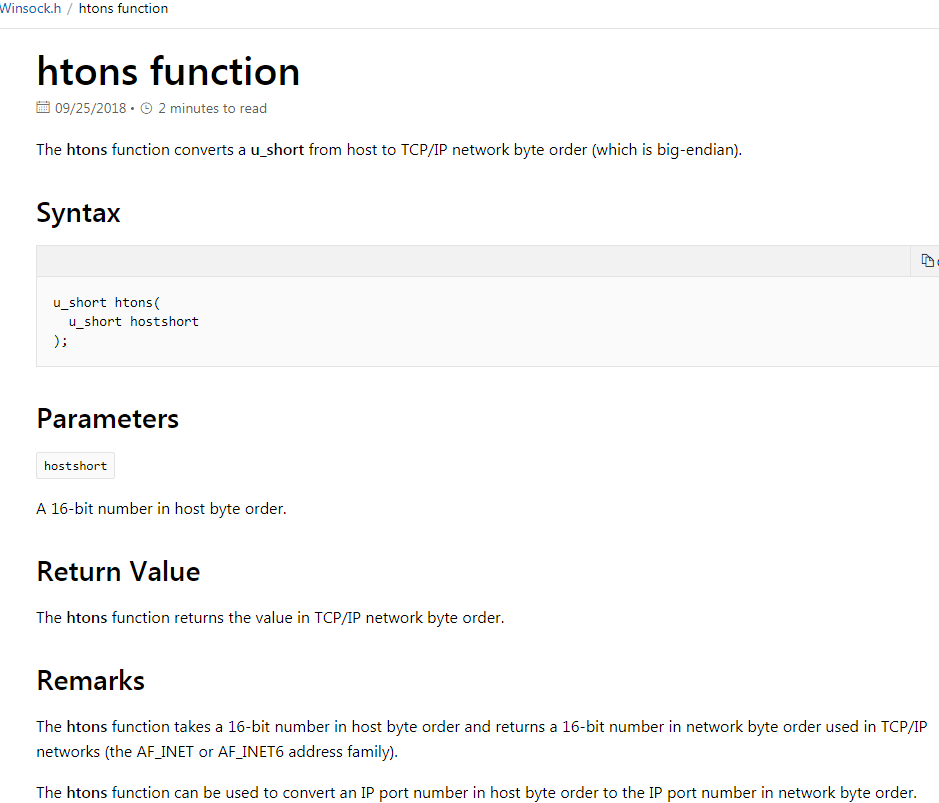 Winsock.h / htons function
htons function
09/25/2018 • 2 minutes to read
The htons function converts a u_short from host to TCP/IP network byte order (which is big-endian).
Syntax
u_short htons(
  u_short hostshort
);
Parameters
hostshort
A 16-bit number in host byte order.
Return Value
The htons function returns the value in TCP/IP network byte order.
Remarks
The htons function takes a 16-bit number in host byte order and returns a 16-bit number in network byte order used in TCP/IP
networks (the AF_INET or AF_INET6 address family).
The htons function can be used to convert an IP port number in host byte order to the IP port number in network byte order.